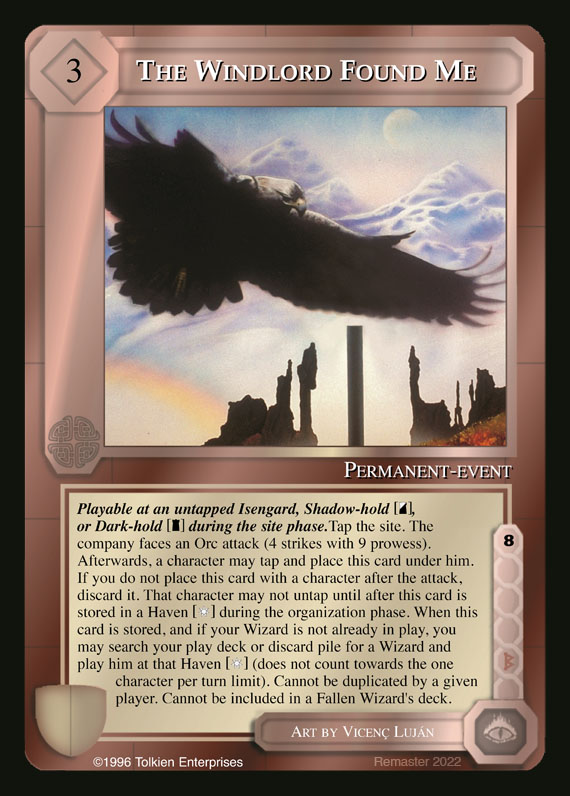 3
The Windlord Found Me
Permanent-event
Playable at an untapped Isengard, Shadow-hold [],
or Dark-hold [] during the site phase.Tap the site. The
company faces an Orc attack (4 strikes with 9 prowess).
Afterwards, a character may tap and place this card under him.
If you do not place this card with a character after the attack,
discard it. That character may not untap until after this card is
stored in a Haven [] during the organization phase. When this
card is stored, and if your Wizard is not already in play, you
may search your play deck or discard pile for a Wizard and
play him at that Haven [] (does not count towards the one
character per turn limit). Cannot be duplicated by a given
player. Cannot be included in a Fallen Wizard's deck.
8
Art by Vicenç Luján
©1996 Tolkien Enterprises
Remaster 2022